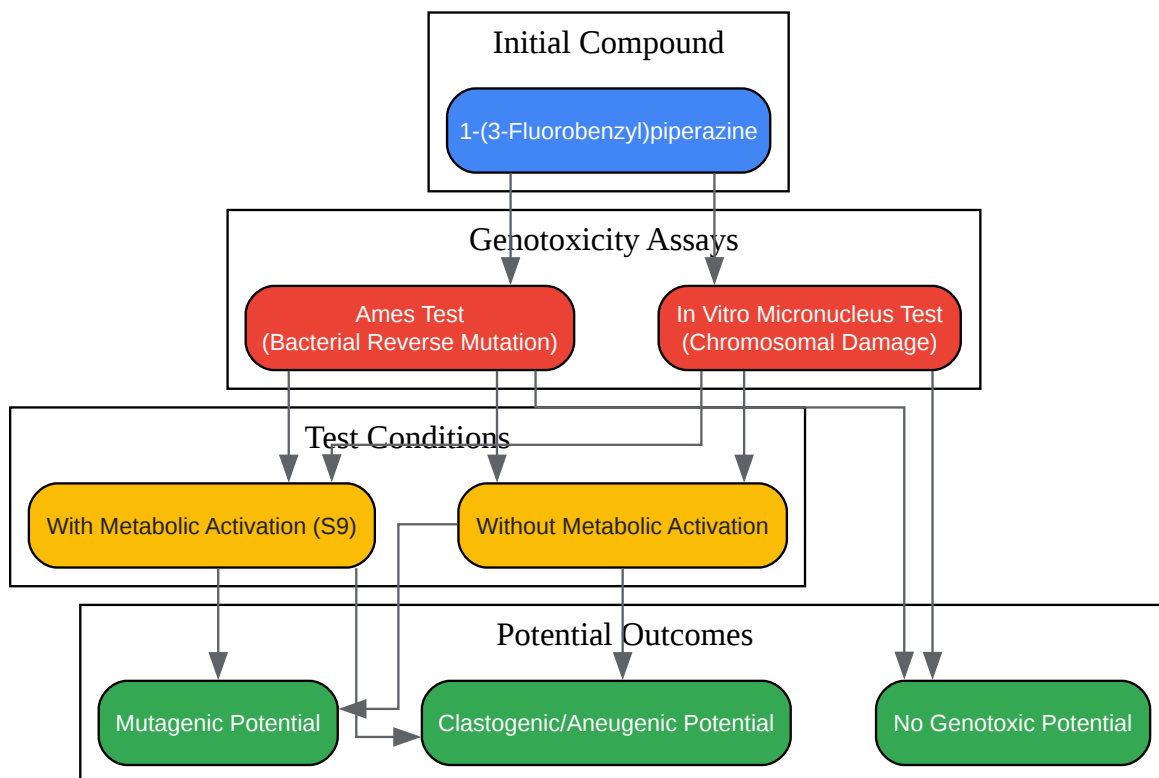 Initial Compound
1-(3-Fluorobenzyl)piperazine
Genotoxicity Assays
Ames Test
(Bacterial Reverse Mutation)
In Vitro Micronucleus Test
(Chromosomal Damage)
Test Conditions
With Metabolic Activation (S9)
Without Metabolic Activation
Potential Outcomes
Mutagenic Potential
Clastogenic/Aneugenic Potential
No Genotoxic Potential